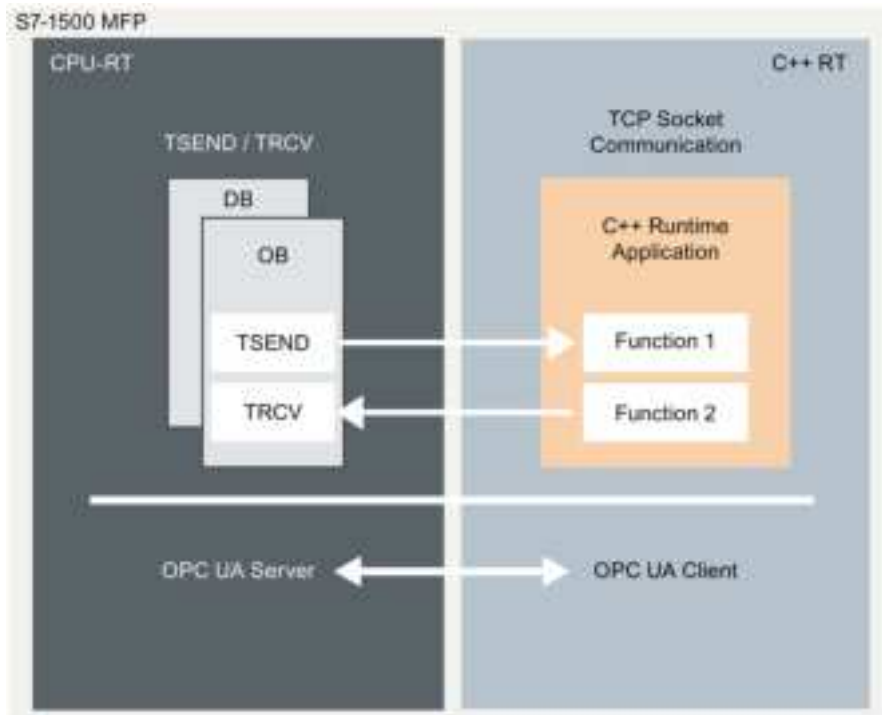 S7-1500 MFP
CPU-RT
C++ RT
TSEND / TRCV
TCP Socket
Communication
DB
OB
TSEND
TRCV
C++ Runtime
Application
Function 1
Function 2
OPC UA Server
OPC UA Client